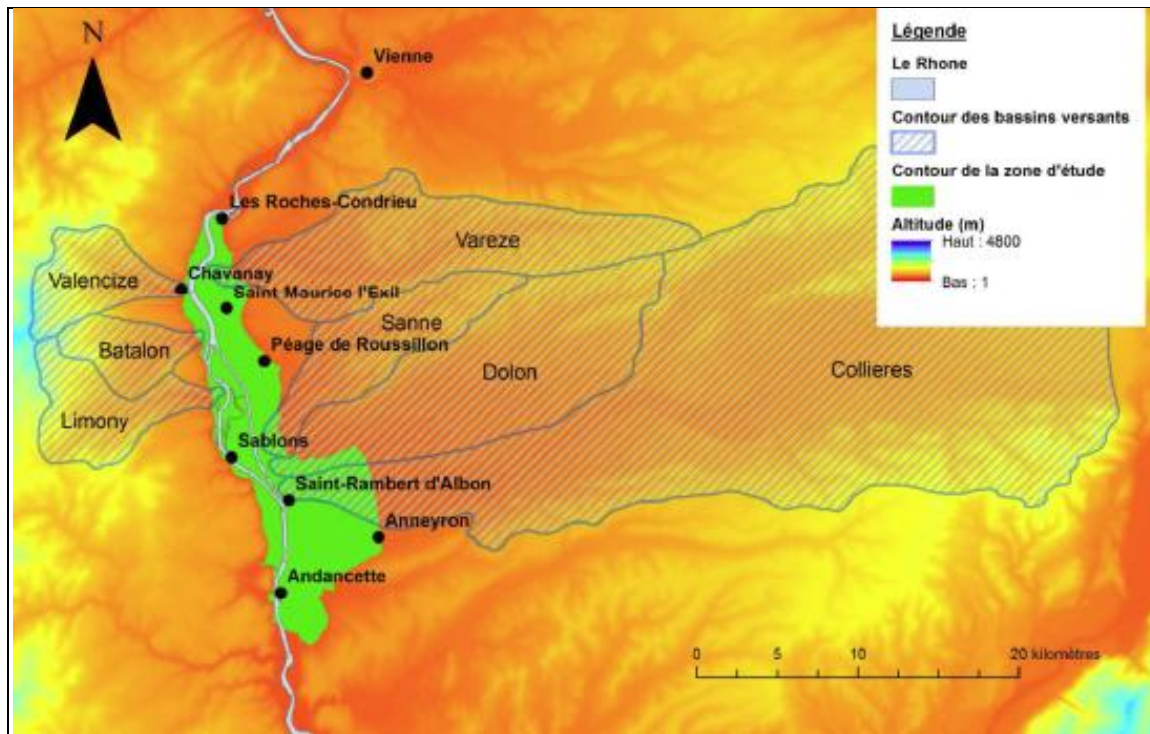 N
Vienne
Les Roches-Condrieu
Vareze
Valencize
Chavanay
Saint Maurice l'Exil
Sanne
Batalon
Péage de Roussillon
Dolon
Collieres
Limony
Sablons
Saint-Rambert d'Albon
Anneyron
Andancette
Légende
Le Rhone
Contour des bassins versants
Contour de la zone d'étude
Altitude (m)
Haut : 4800
Bas : 1
0 5 10 20 kilomètres